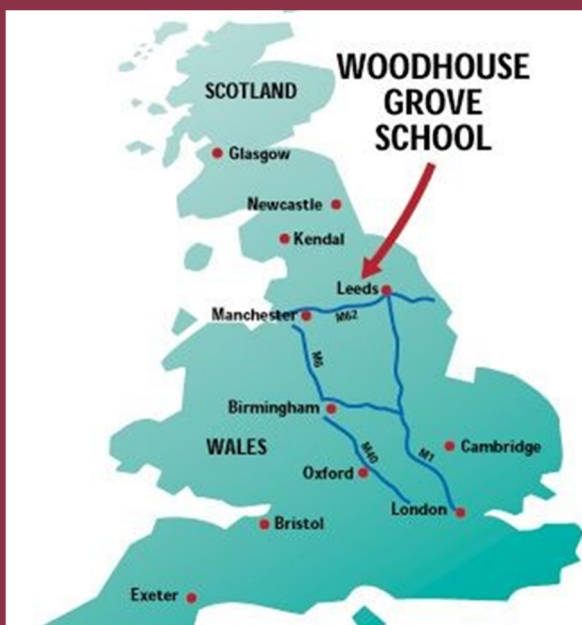 WOODHOUSE
GROVE
SCHOOL
SCOTLAND
Glasgow
Newcastle
Kendal
Leeds
Manchester
M62
M6
Birmingham
WALES
Cambridge
M40
M1
Oxford
London
Bristol
Exeter